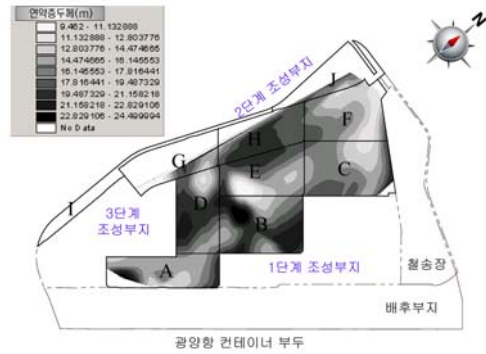 연약층두께(m)
9.462 - 11.132888
11.132888 - 12.803776
12.803776 - 14.474665
14.474665 - 16.145553
16.145553 - 17.816441
17.816441 - 19.487329
19.487329 - 21.158218
21.158218 - 22.829106
22.829106 - 24.499994
No Data
N
2단계 조성부지
J
F
H
G
E
C
I
D
3단계
조성부지
B
A
1단계 조성부지
철송장
배후부지
광양항 컨테이너 부두